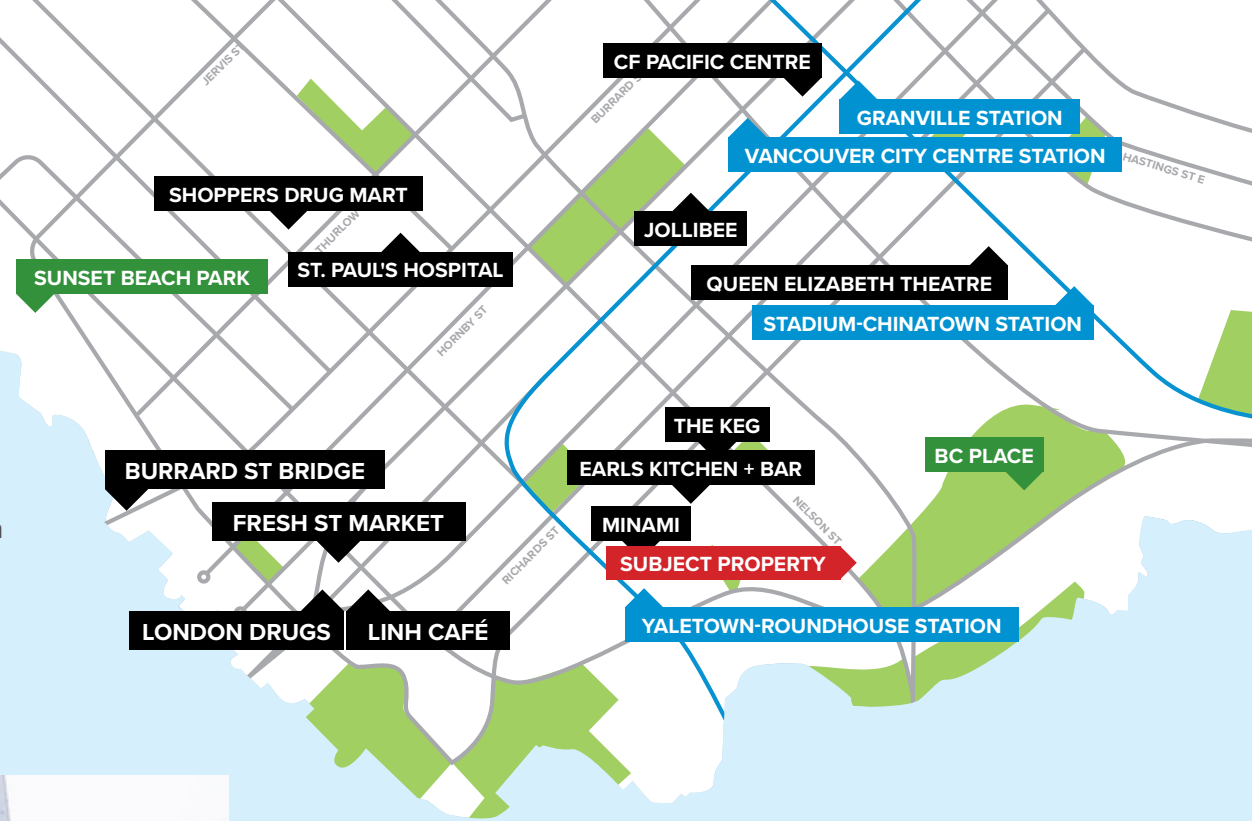 JERVIS ST
CF PACIFIC CENTRE
BURRARD S
GRANVILLE STATION
VANCOUVER CITY CENTRE STATION
HASTINGS ST E
SHOPPERS DRUG MART
THURLOW
JOLLIBEE
ST. PAUL'S HOSPITAL
SUNSET BEACH PARK
QUEEN ELIZABETH THEATRE
STADIUM-CHINATOWN STATION
HORNBY ST
THE KEG
BC PLACE
EARLS KITCHEN + BAR
BURRARD ST BRIDGE
FRESH ST MARKET
MINAMI
NELSON ST
RICHARDS ST
SUBJECT PROPERTY
LONDON DRUGS
LINH CAFÉ
YALETOWN-ROUNDHOUSE STATION